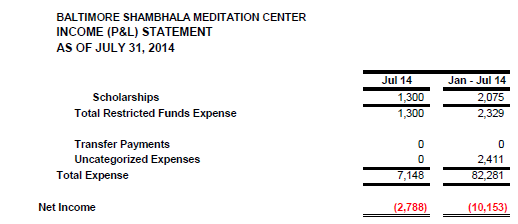 BALTIMORE SHAMBHALA MEDITATION CENTER
INCOME (P&L) STATEMENT
AS OF JULY 31, 2014
Jul 14 Jan - Jul 14
Scholarships 1,300 2,075
Total Restricted Funds Expense 1,300 2,329
Transfer Payments 0 0
Uncategorized Expenses 0 2,411
Total Expense 7,148 82,281
Net Income (2,788) (10,153)